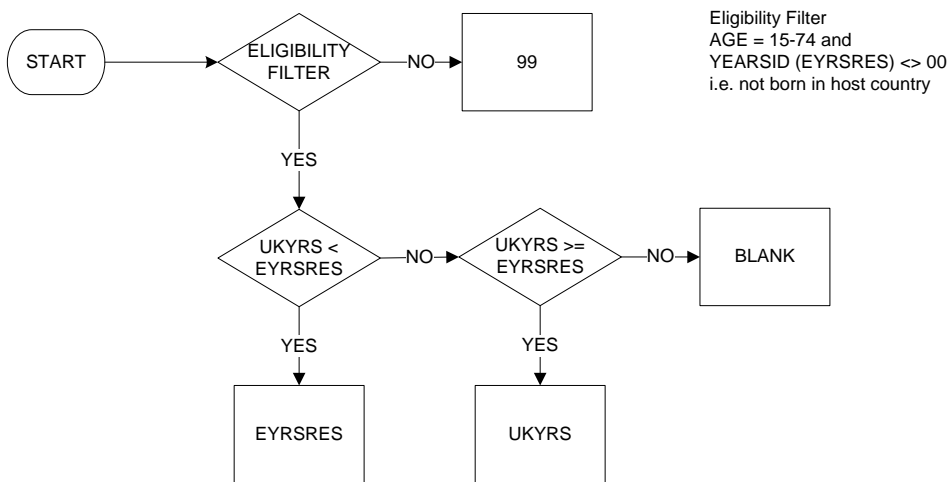 START
ELIGIBILITY
FILTER
NO
99
Eligibility Filter
AGE = 15-74 and
YEARSID (EYRSRES) <> 00
i.e. not born in host country
YES
UKYRS <
EYRSRES
NO
UKYRS >=
EYRSRES
NO
BLANK
YES
YES
EYRSRES
UKYRS